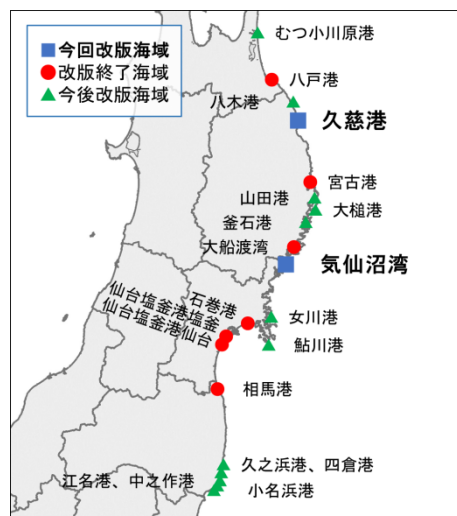 今回改版海域
改版終了海域
今後改版海域
むつ小川原港
八戸港
八木港
久慈港
宮古港
山田港
大槌港
釜石港
大船渡湾
気仙沼湾
石巻港
仙台塩釜港塩釜
仙台塩釜港仙台
女川港
鮎川港
相馬港
久之浜港、四倉港
江名港、中之作港
小名浜港